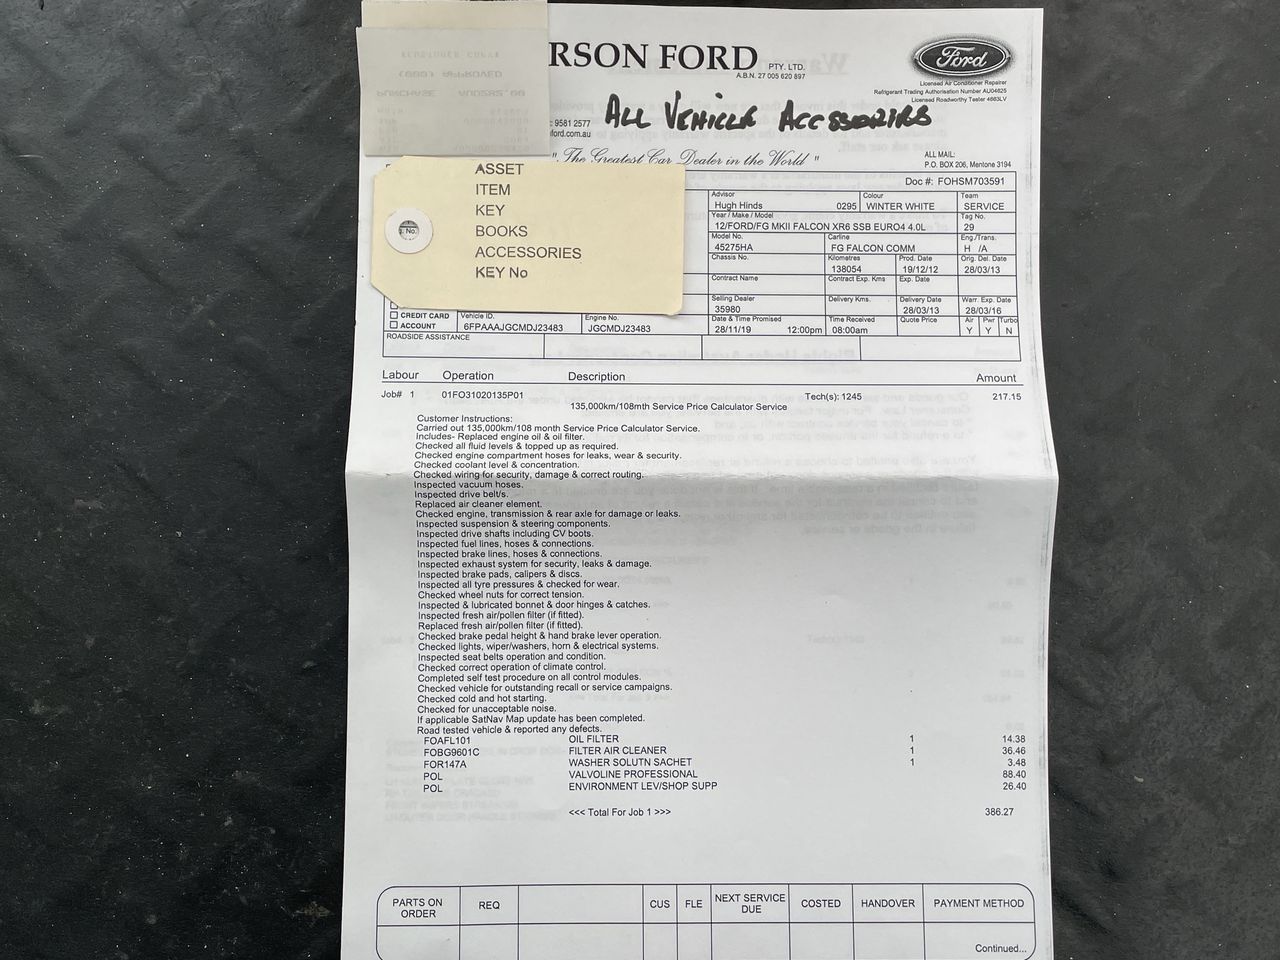 RSON FORD
PTY. LTD.
A.B.N. 27 005 620 897
Ford
Licensed Air Conditioner Repairer
Refrigerant Trading Authorisation Number AU04625
Licensed Roadworthy Tester 4663LV
: 9581 2577
ford.com.au
ALL VEHICLE ACCESSORIES
" The Greatest Car Dealer in the World "
ALL MAIL:
P.O. BOX 206, Mentone 3194
Doc #: FOHSM703591
ASSET
ITEM
KEY
BOOKS
ACCESSORIES
KEY No
Advisor
Hugh Hinds 0295
Colour
WINTER WHITE
Team
SERVICE
Year / Make / Model
12/FORD/FG MKII FALCON XR6 SSB EURO4 4.0L
Tag No.
29
Model No.
45275HA
Carline
FG FALCON COMM
Eng./Trans.
H /A
Chassis No.
Kilometres
138054
Prod. Date
19/12/12
Orig. Del. Date
28/03/13
Contract Name
Contract Exp. Kms
Exp. Date
Selling Dealer
35980
Delivery Kms.
Delivery Date
28/03/13
Warr. Exp. Date
28/03/16
CREDIT CARD
ACCOUNT
Vehicle ID.
6FPAAAJGCMDJ23483
Engine No.
JGCMDJ23483
Date & Time Promised
28/11/19 12:00pm
Time Received
08:00am
Quote Price
Air Pwr Turbo
Y Y N
ROADSIDE ASSISTANCE
Labour Operation Description Amount
Job# 1 01FO31020135P01 Tech(s): 1245 217.15
135,000km/108mth Service Price Calculator Service
Customer Instructions:
Carried out 135,000km/108 month Service Price Calculator Service.
Includes- Replaced engine oil & oil filter.
Checked all fluid levels & topped up as required.
Checked engine compartment hoses for leaks, wear & security.
Checked coolant level & concentration.
Checked wiring for security, damage & correct routing.
Inspected vacuum hoses.
Inspected drive belt/s.
Replaced air cleaner element.
Checked engine, transmission & rear axle for damage or leaks.
Inspected suspension & steering components.
Inspected drive shafts including CV boots.
Inspected fuel lines, hoses & connections.
Inspected brake lines, hoses & connections.
Inspected exhaust system for security, leaks & damage.
Inspected brake pads, calipers & discs.
Inspected all tyre pressures & checked for wear.
Checked wheel nuts for correct tension.
Inspected & lubricated bonnet & door hinges & catches.
Inspected fresh air/pollen filter (if fitted).
Replaced fresh air/pollen filter (if fitted).
Checked brake pedal height & hand brake lever operation.
Checked lights, wiper/washers, horn & electrical systems.
Inspected seat belts operation and condition.
Checked correct operation of climate control.
Completed self test procedure on all control modules.
Checked vehicle for outstanding recall or service campaigns.
Checked cold and hot starting.
Checked for unacceptable noise.
If applicable SatNav Map update has been completed.
Road tested vehicle & reported any defects.
FOAFL101 OIL FILTER 1 14.38
FOBG9601C FILTER AIR CLEANER 1 36.46
FOR147A WASHER SOLUTN SACHET 1 3.48
POL VALVOLINE PROFESSIONAL 88.40
POL ENVIRONMENT LEV/SHOP SUPP 26.40
<<< Total For Job 1 >>> 386.27
PARTS ON ORDER REQ CUS FLE NEXT SERVICE DUE COSTED HANDOVER PAYMENT METHOD
Continued...